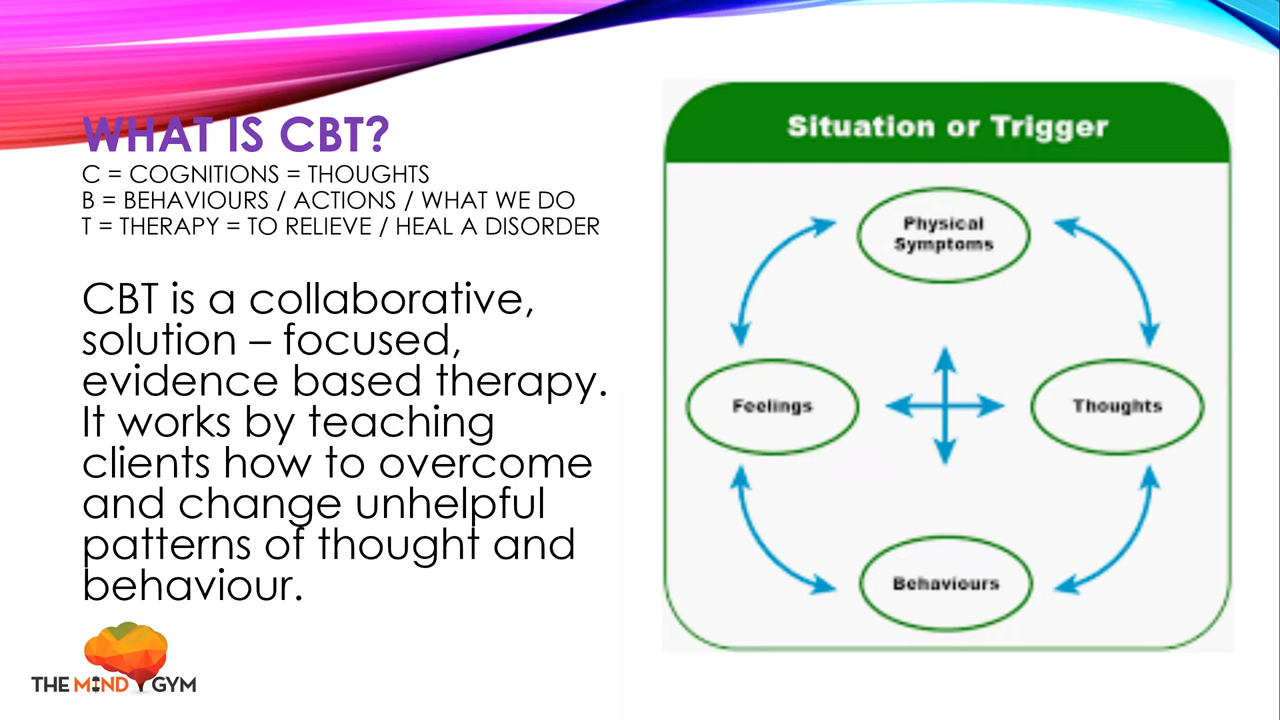 WHAT IS CBT?
C = COGNITIONS = THOUGHTS
B = BEHAVIOURS / ACTIONS / WHAT WE DO
T = THERAPY = TO RELIEVE / HEAL A DISORDER
CBT is a collaborative,
solution – focused,
evidence based therapy.
It works by teaching
clients how to overcome
and change unhelpful
patterns of thought and
behaviour.
THE MIND GYM
Situation or Trigger
Physical
Symptoms
Feelings
Thoughts
Behaviours